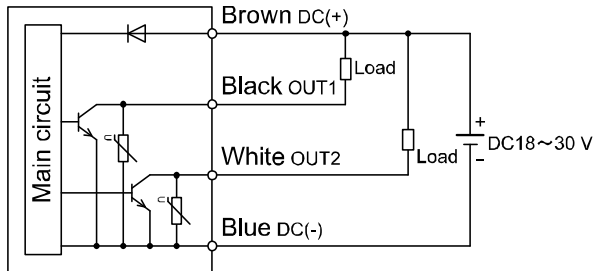 Brown DC(+)
Main circuit
Load
Black OUT1
+
DC18～30 V
−
White OUT2
Load
Blue DC(-)
U
U